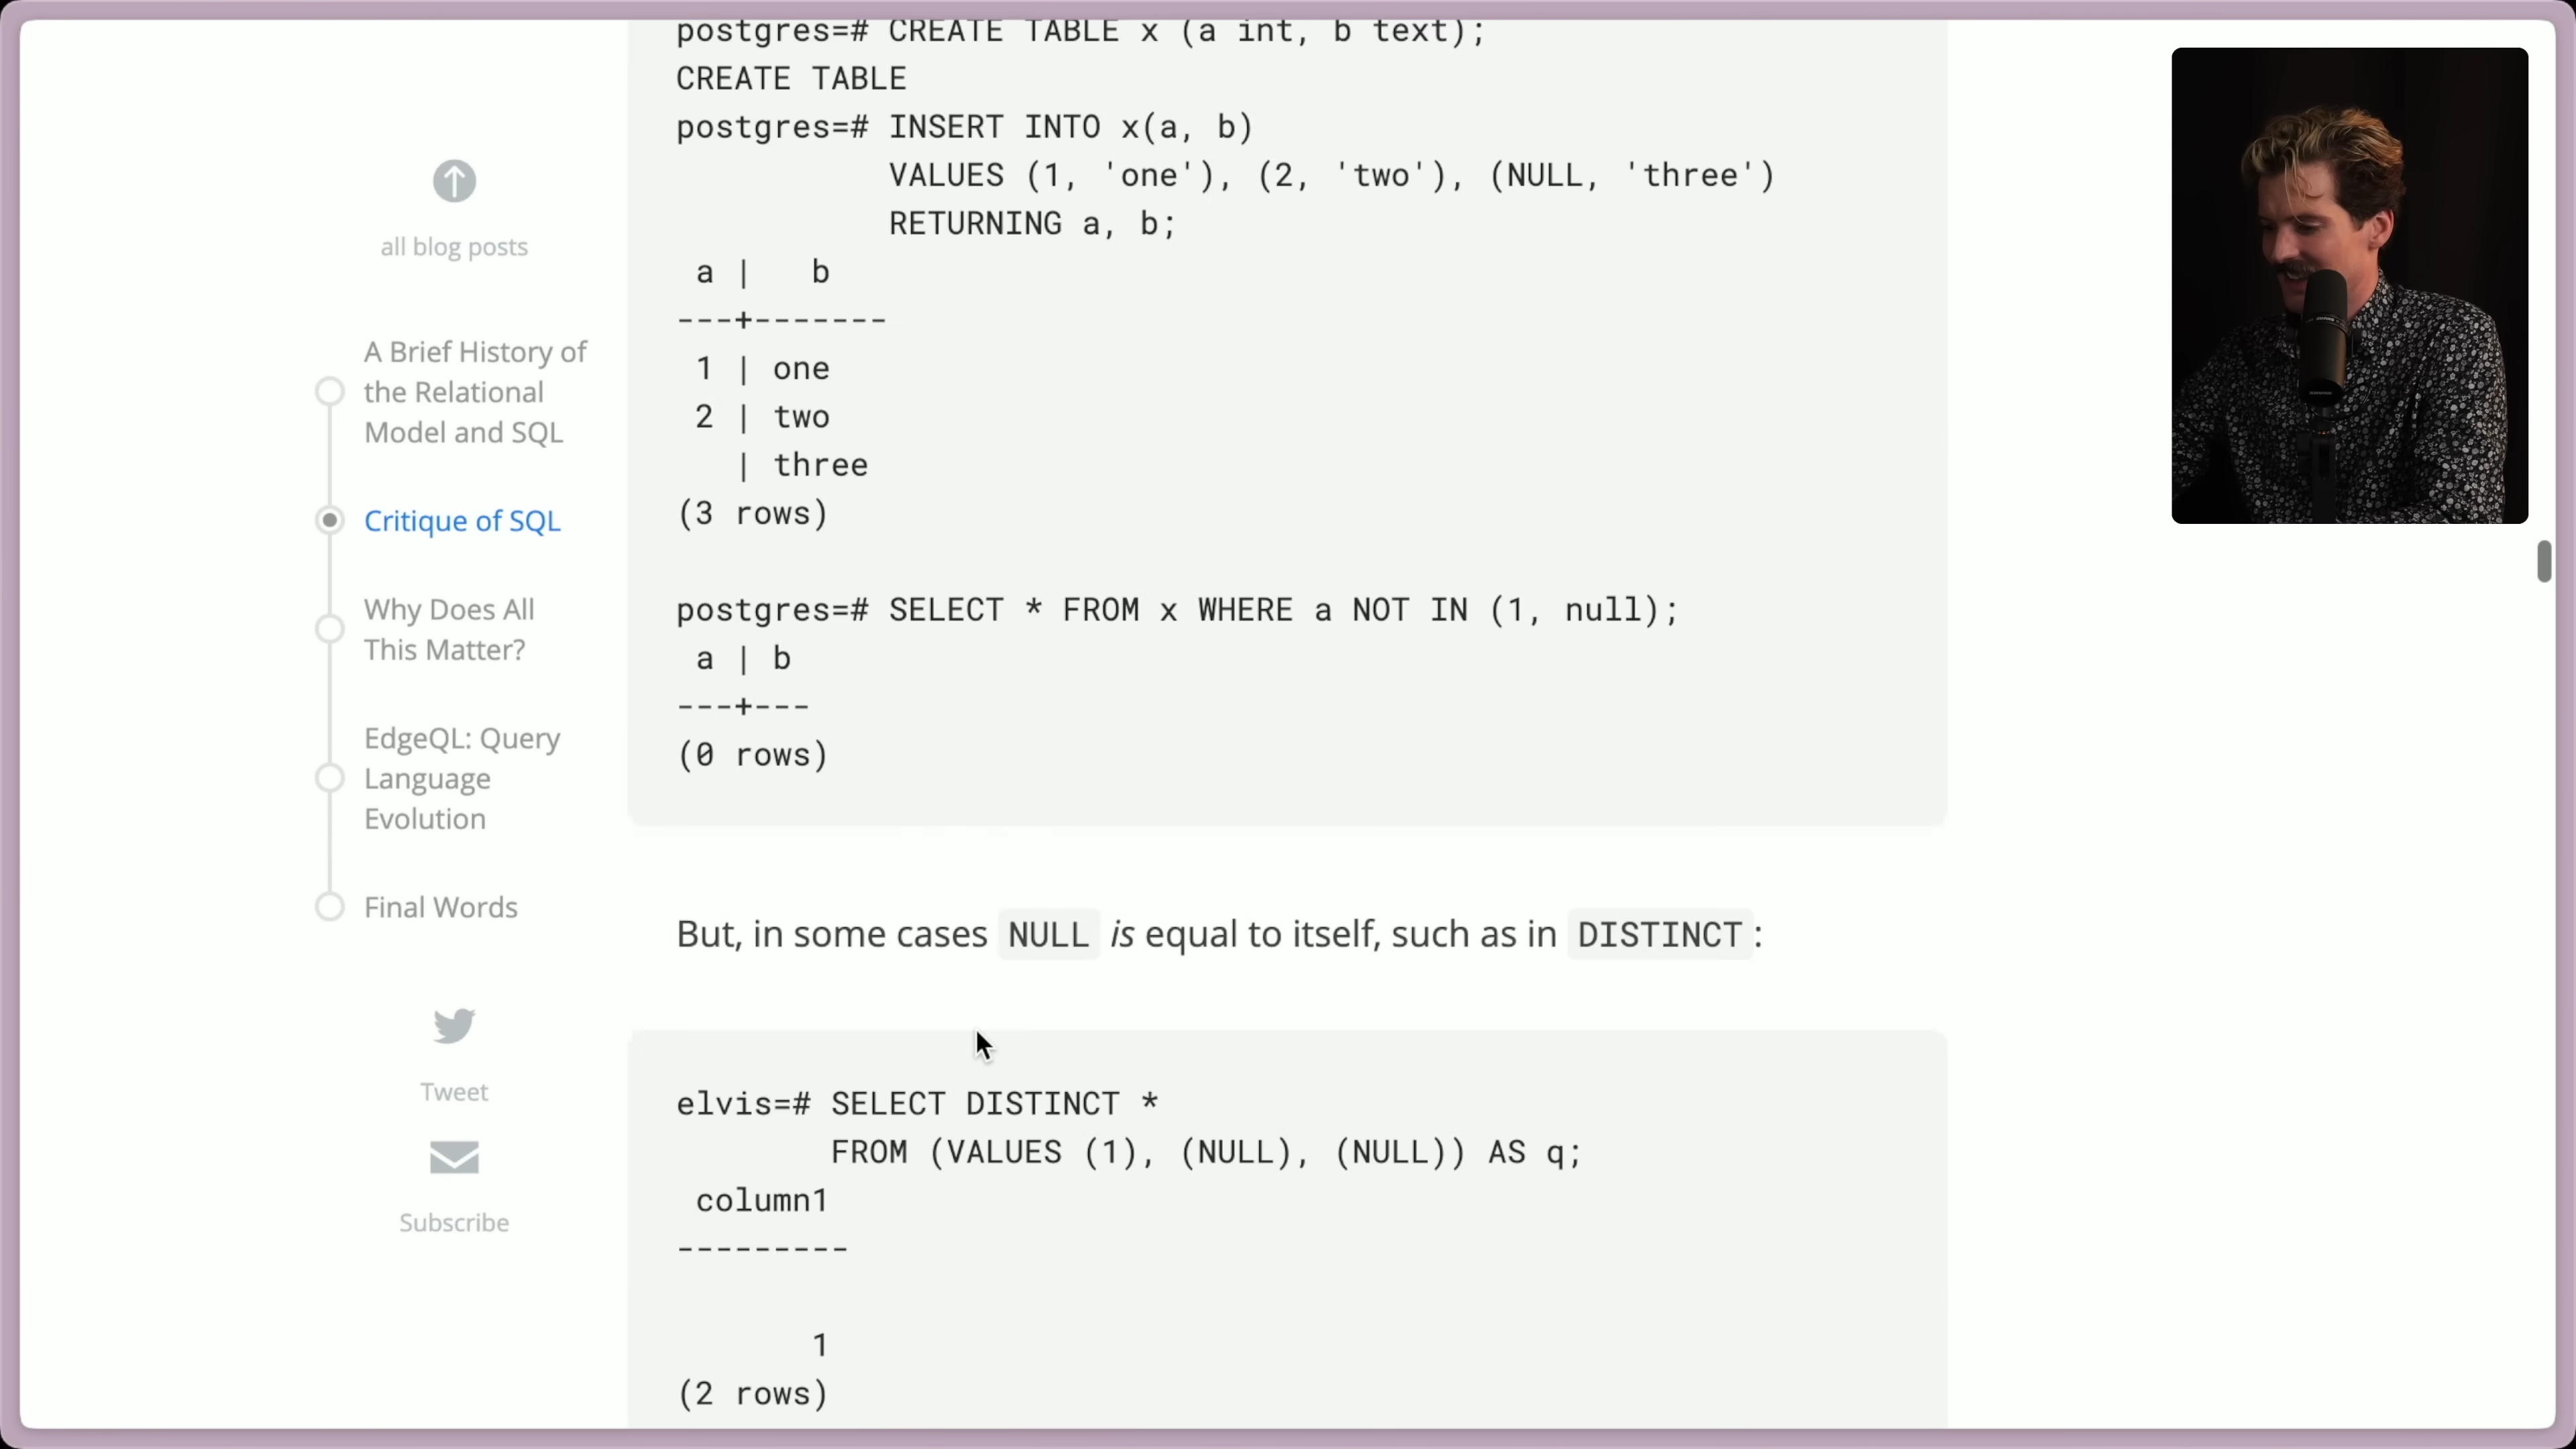 all blog posts
A Brief History of
the Relational
Model and SQL
Critique of SQL
Why Does All
This Matter?
EdgeQL: Query
Language
Evolution
Final Words
Tweet
Subscribe
postgres=# CREATE TABLE x (a int, b text);
CREATE TABLE
postgres=# INSERT INTO x(a, b)
           VALUES (1, 'one'), (2, 'two'), (NULL, 'three')
           RETURNING a, b;
 a |   b
---+-------
 1 | one
 2 | two
   | three
(3 rows)
postgres=# SELECT * FROM x WHERE a NOT IN (1, null);
 a | b
---+---
(0 rows)
But, in some cases NULL is equal to itself, such as in DISTINCT:
elvis=# SELECT DISTINCT *
        FROM (VALUES (1), (NULL), (NULL)) AS q;
 column1
---------
       1
(2 rows)